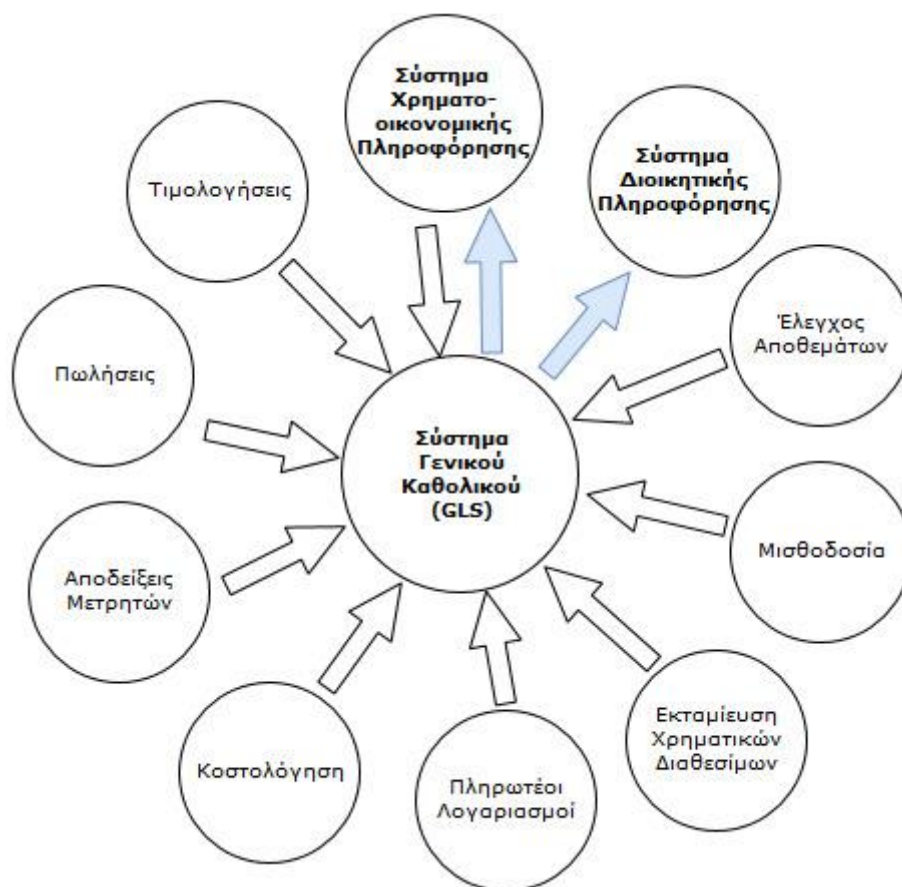 Σύστημα
Χρηματο-
οικονομικής
Πληροφόρησης
Σύστημα
Διοικητικής
Πληροφόρησης
Τιμολογήσεις
Έλεγχος
Αποθεμάτων
Πωλήσεις
Σύστημα
Γενικού
Καθολικού
(GLS)
Μισθοδοσία
Αποδείξεις
Μετρητών
Εκταμίευση
Χρηματικών
Διαθεσίμων
Κοστολόγηση
Πληρωτέοι
Λογαριασμοί